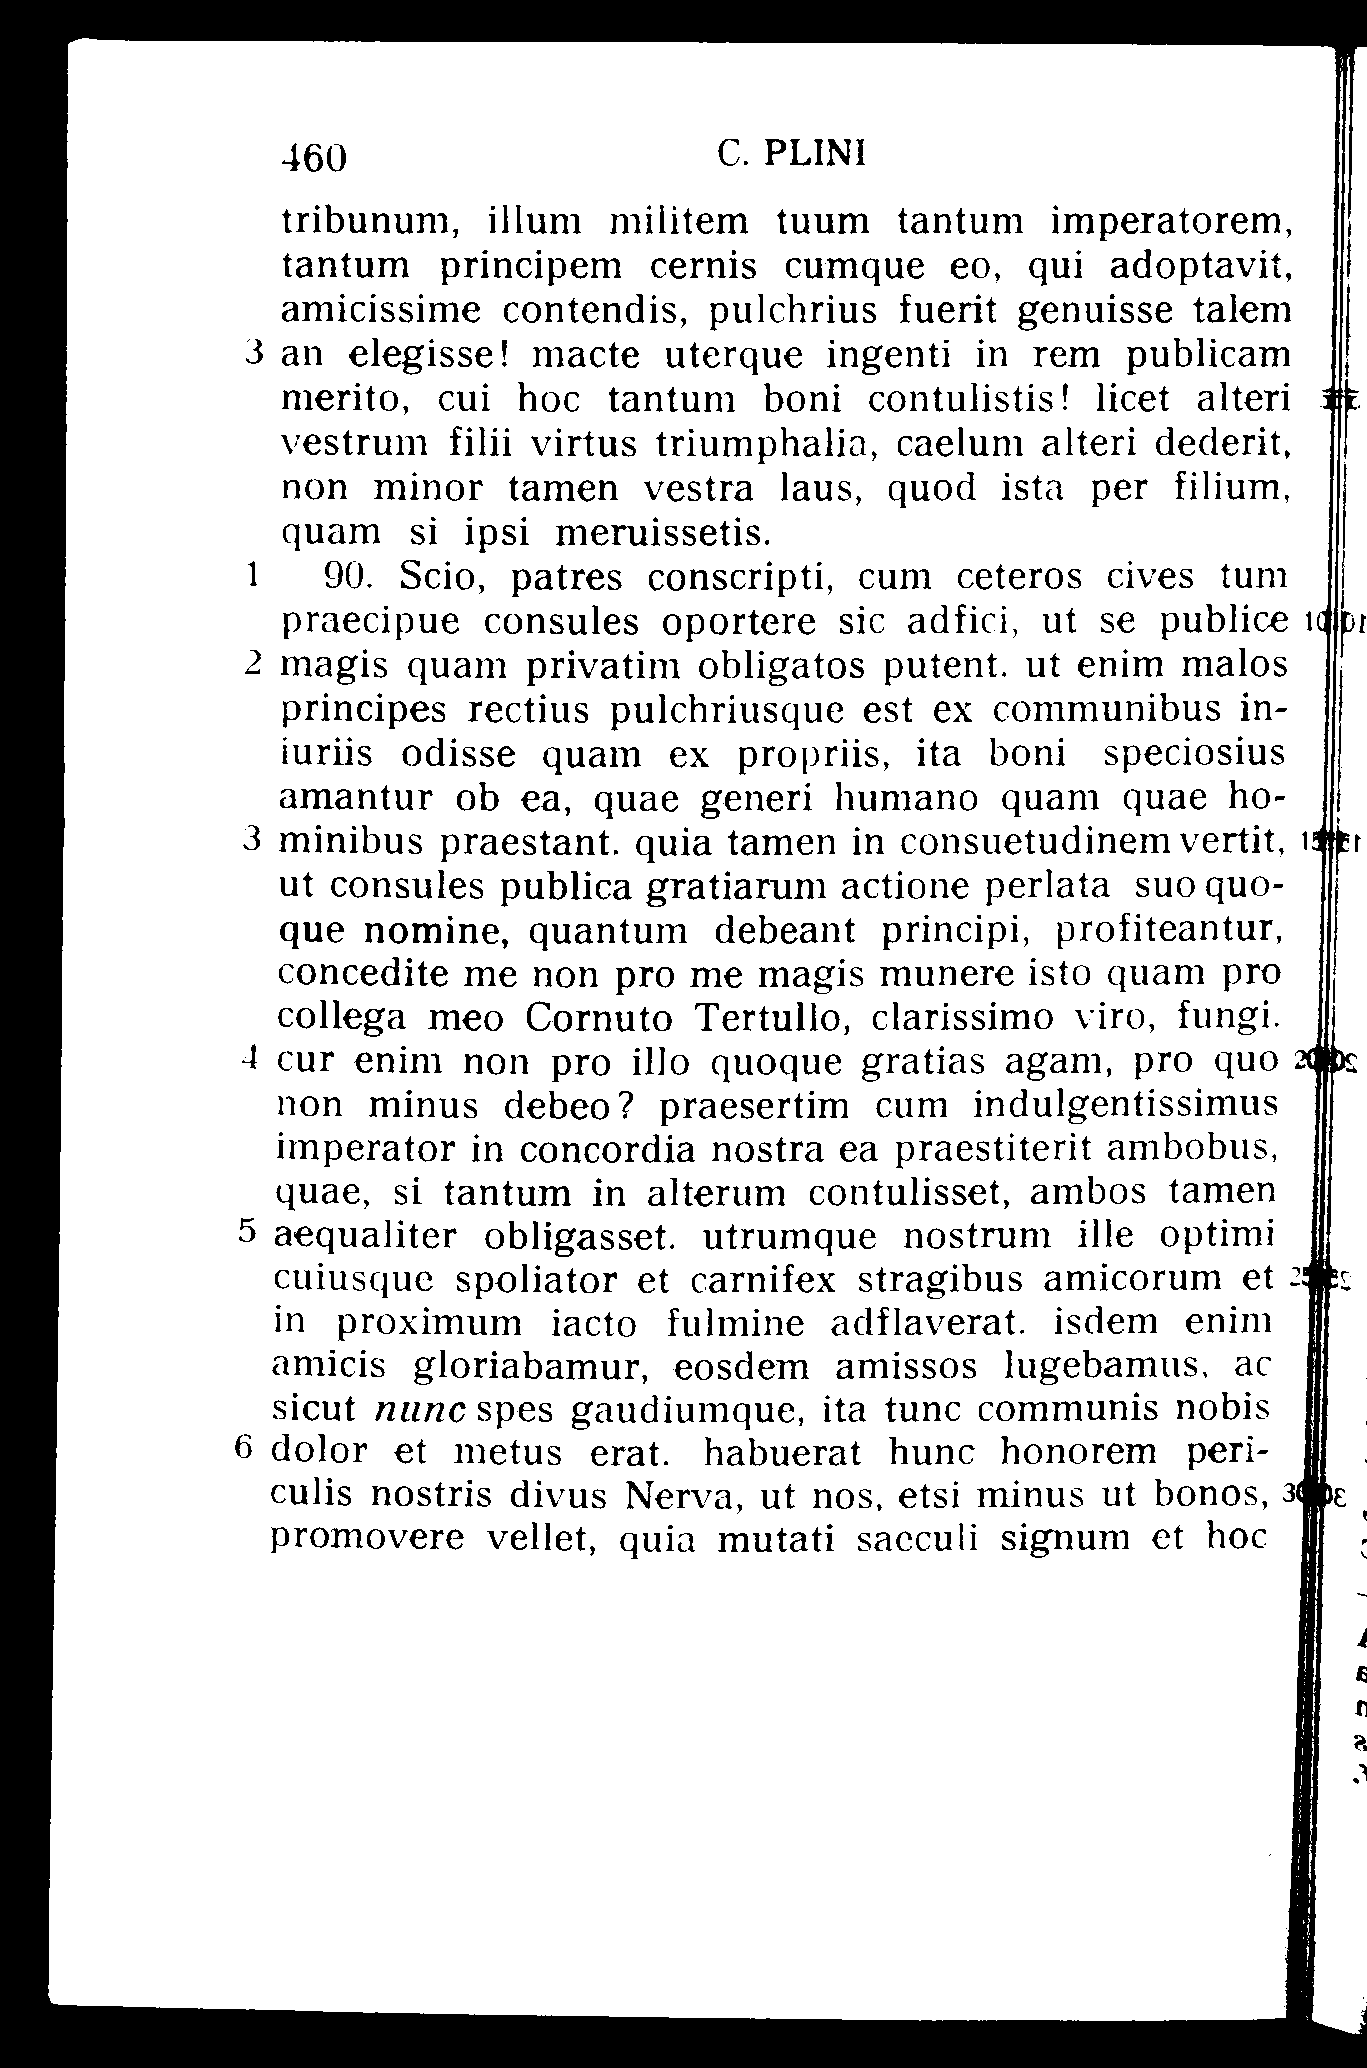 460 C. PLINI
tribunum, illum militem tuum tantum imperatorem,
tantum principem cernis cumque eo, qui adoptavit,
amicissime contendis, pulchrius fuerit genuisse talem
3 an elegisse! macte uterque ingenti in rem publicam
merito, cui hoc tantum boni contulistis! licet alteri
vestrum filii virtus triumphalia, caelum alteri dederit,
non minor tamen vestra laus, quod ista per filium,
quam si ipsi meruissetis.
1 90. Scio, patres conscripti, cum ceteros cives tum
praecipue consules oportere sic adfici, ut se publice 10
2 magis quam privatim obligatos putent. ut enim malos
principes rectius pulchriusque est ex communibus in-
iuriis odisse quam ex propriis, ita boni speciosius
amantur ob ea, quae generi humano quam quae ho-
3 minibus praestant. quia tamen in consuetudinem vertit, 15
ut consules publica gratiarum actione perlata suo quo-
que nomine, quantum debeant principi, profiteantur,
concedite me non pro me magis munere isto quam pro
collega meo Cornuto Tertullo, clarissimo viro, fungi.
4 cur enim non pro illo quoque gratias agam, pro quo 20
non minus debeo? praesertim cum indulgentissimus
imperator in concordia nostra ea praestiterit ambobus,
quae, si tantum in alterum contulisset, ambos tamen
5 aequaliter obligasset. utrumque nostrum ille optimi
cuiusque spoliator et carnifex stragibus amicorum et 25
in proximum iacto fulmine adflaverat. isdem enim
amicis gloriabamur, eosdem amissos lugebamus, ac
sicut nunc spes gaudiumque, ita tunc communis nobis
6 dolor et metus erat. habuerat hunc honorem peri-
culis nostris divus Nerva, ut nos, etsi minus ut bonos, 30
promovere vellet, quia mutati saeculi signum et hoc